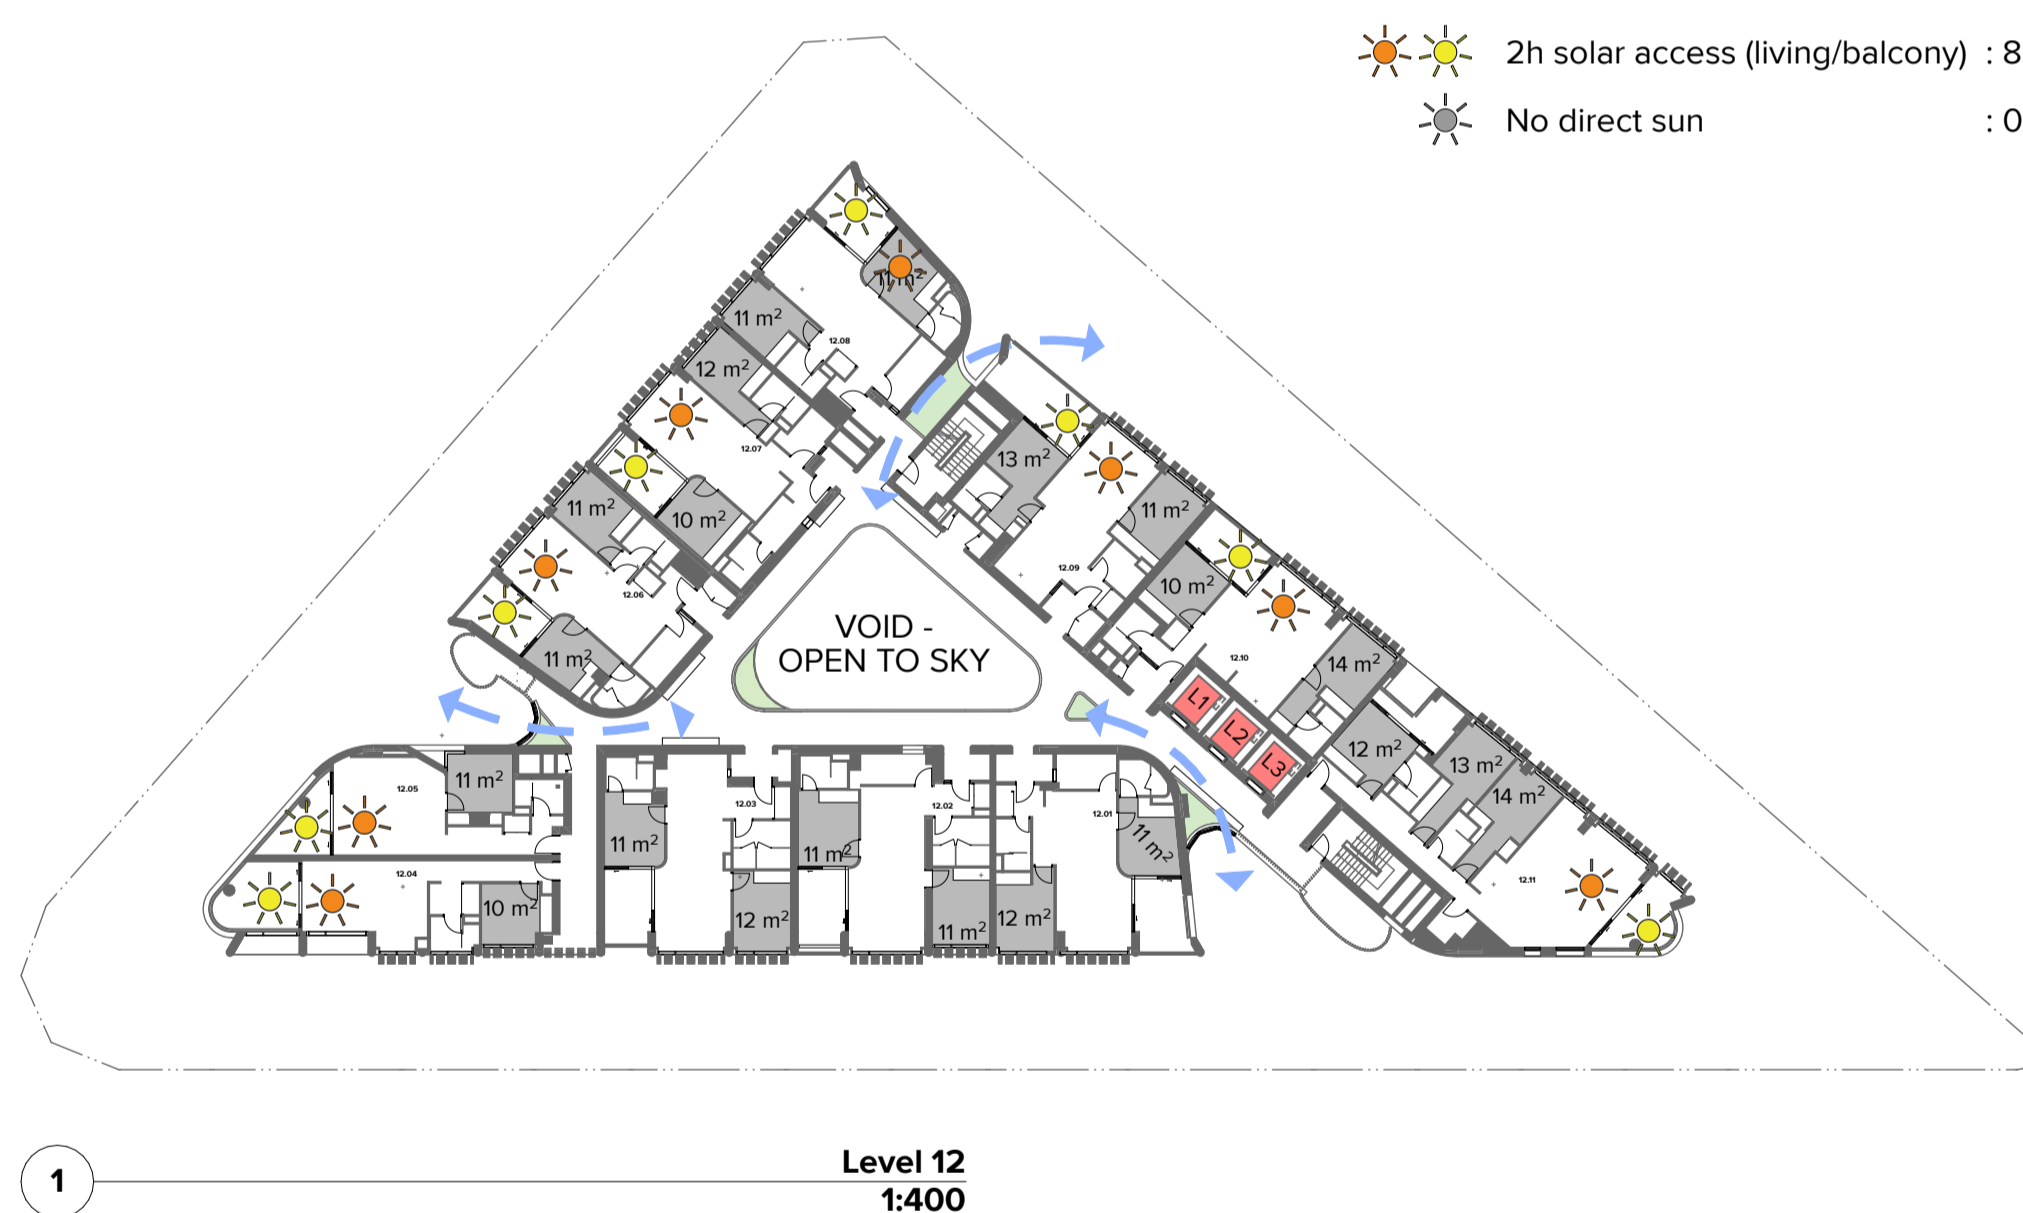 2h solar access (living/balcony) : 8
No direct sun : 0
11 m²
11 m²
12.08
12 m²
12.07
13 m²
11 m²
10 m²
11 m²
12.09
10 m²
12.06
VOID -
OPEN TO SKY
11 m²
12.10
14 m²
L1
L2
L3
12 m²
13 m²
14 m²
11 m²
12.05
12.03
12.02
12.01
11 m²
11 m²
11 m²
12.04
10 m²
12 m²
11 m²
12 m²
12.11
1
Level 12
1:400